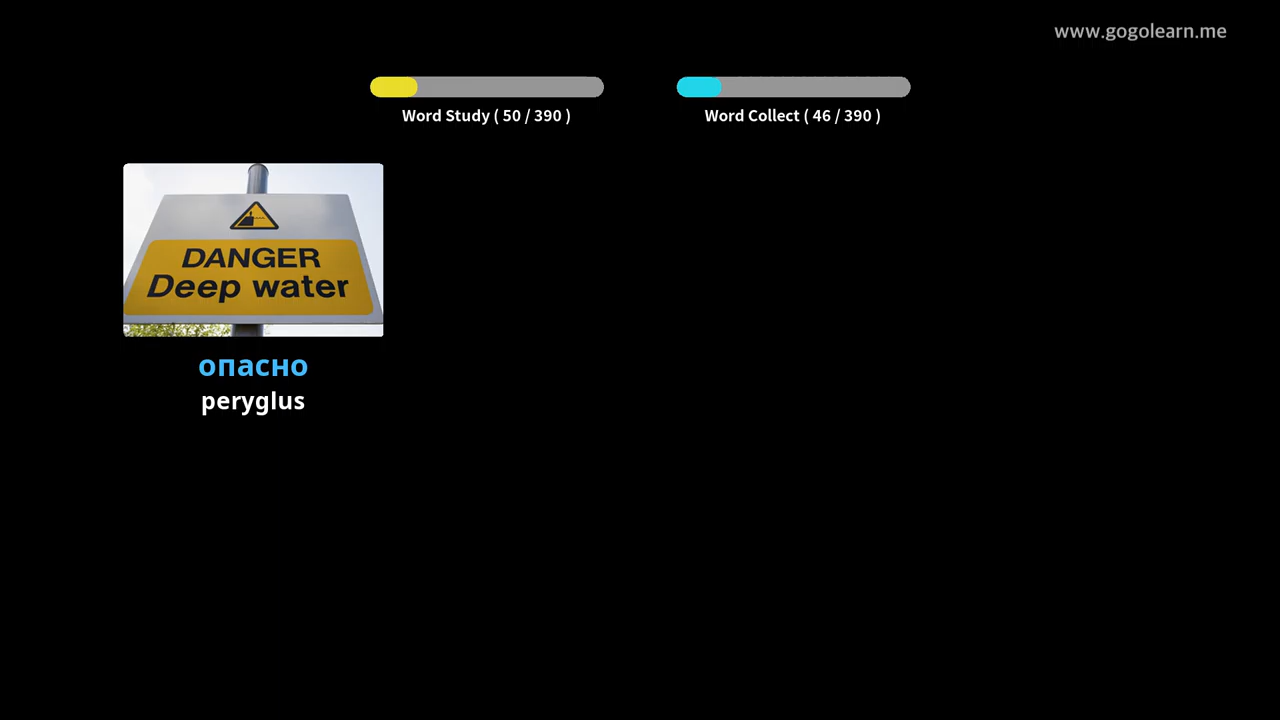 www.gogolearn.me
Word Study ( 50 / 390 )
Word Collect ( 46 / 390 )
DANGER
Deep water
опасно
peryglus